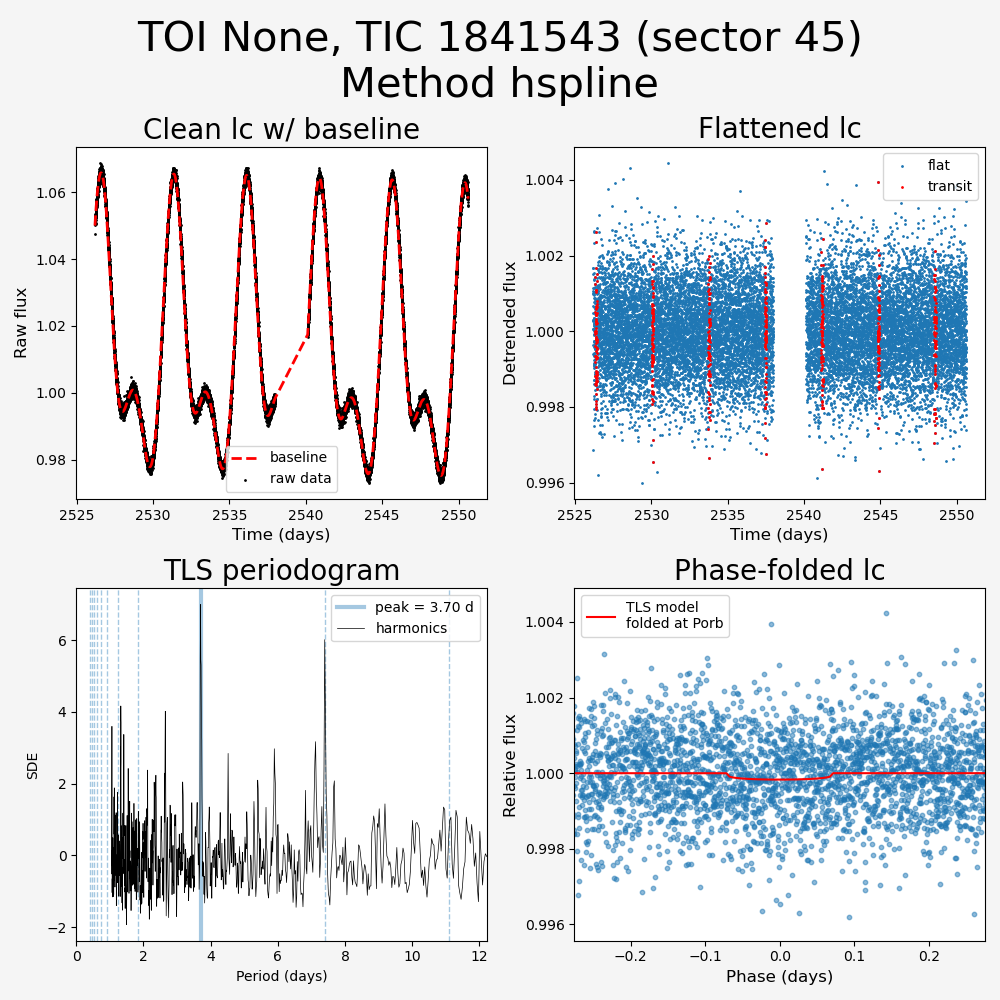 TOI None, TIC 1841543 (sector 45)
Method hspline
Clean lc w/ baseline
Raw flux
1.06
1.04
1.02
1.00
0.98
baseline
raw data
2525
2530
2535
2540
2545
2550
Time (days)
Flattened lc
Detrended flux
1.004
1.002
1.000
0.998
0.996
flat
transit
2525
2530
2535
2540
2545
2550
Time (days)
TLS periodogram
SDE
6
4
2
0
−2
peak = 3.70 d
harmonics
0
2
4
6
8
10
12
Period (days)
Phase-folded lc
Relative flux
1.004
1.002
1.000
0.998
0.996
TLS model
folded at Porb
−0.2
−0.1
0.0
0.1
0.2
Phase (days)